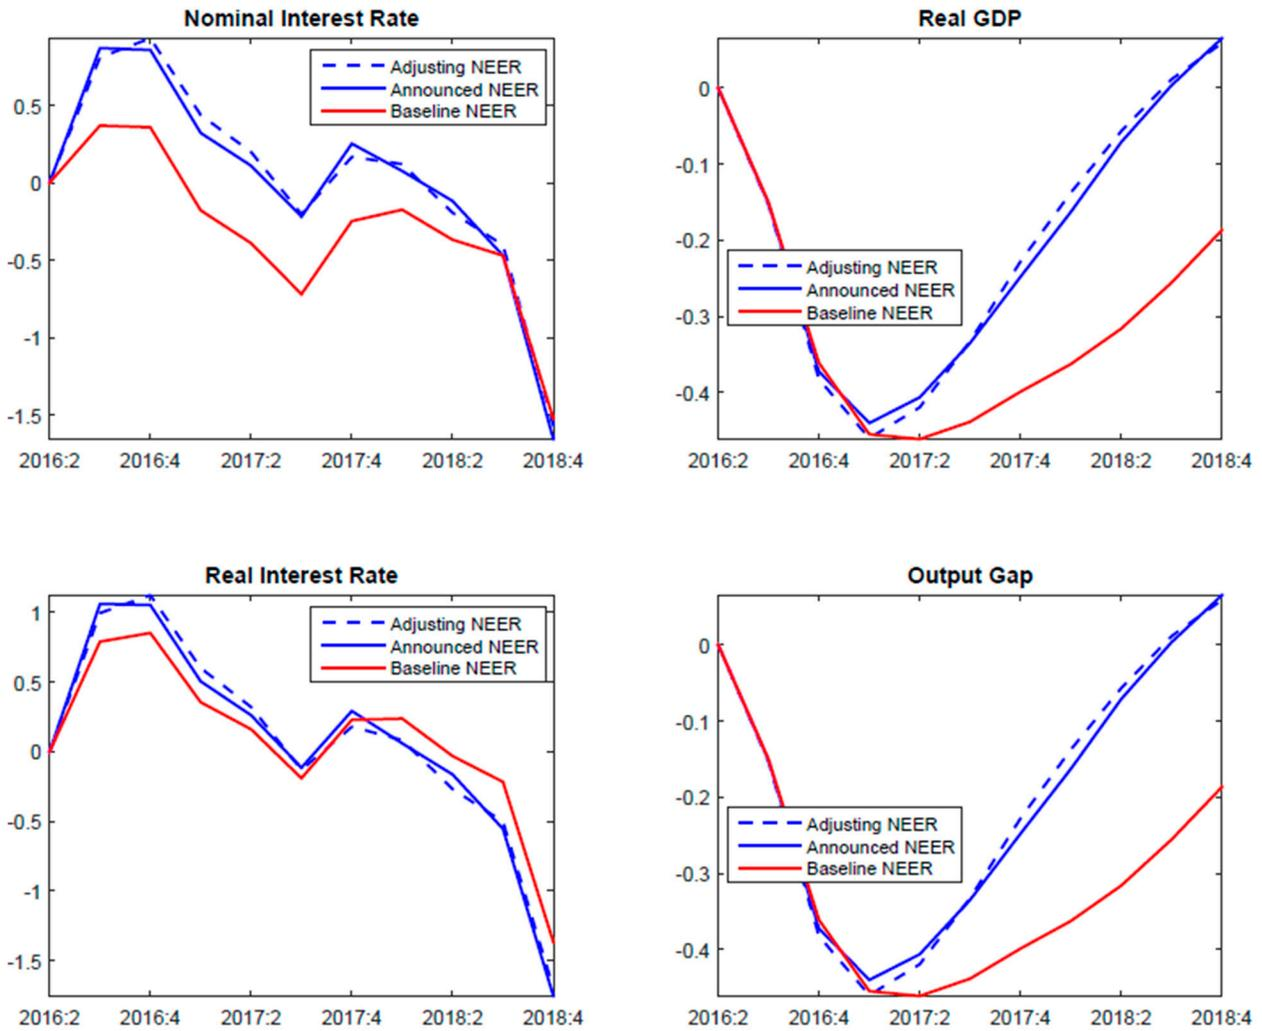 Nominal Interest Rate
Adjusting NEER
Announced NEER
Baseline NEER
0.5
0
-0.5
-1
-1.5
2016:2 2016:4 2017:2 2017:4 2018:2 2018:4
Real GDP
0
-0.1
-0.2
Adjusting NEER
Announced NEER
Baseline NEER
-0.3
-0.4
2016:2 2016:4 2017:2 2017:4 2018:2 2018:4
Real Interest Rate
1
Adjusting NEER
Announced NEER
Baseline NEER
0.5
0
-0.5
-1
-1.5
2016:2 2016:4 2017:2 2017:4 2018:2 2018:4
Output Gap
0
-0.1
-0.2
Adjusting NEER
Announced NEER
Baseline NEER
-0.3
-0.4
2016:2 2016:4 2017:2 2017:4 2018:2 2018:4